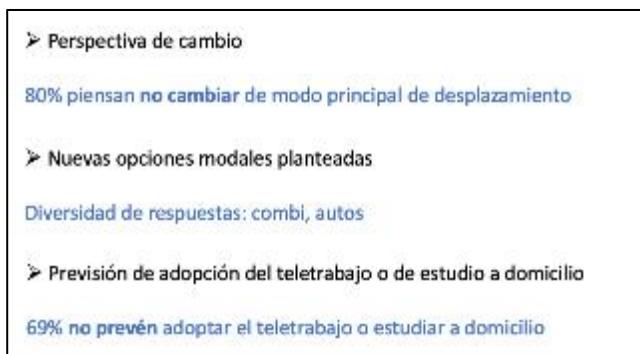 ➢ Perspectiva de cambio
80% piensan no cambiar de modo principal de desplazamiento
➢ Nuevas opciones modales planteadas
Diversidad de respuestas: combi, autos
➢ Previsión de adopción del teletrabajo o de estudio a domicilio
69% no prevén adoptar el teletrabajo o estudiar a domicilio